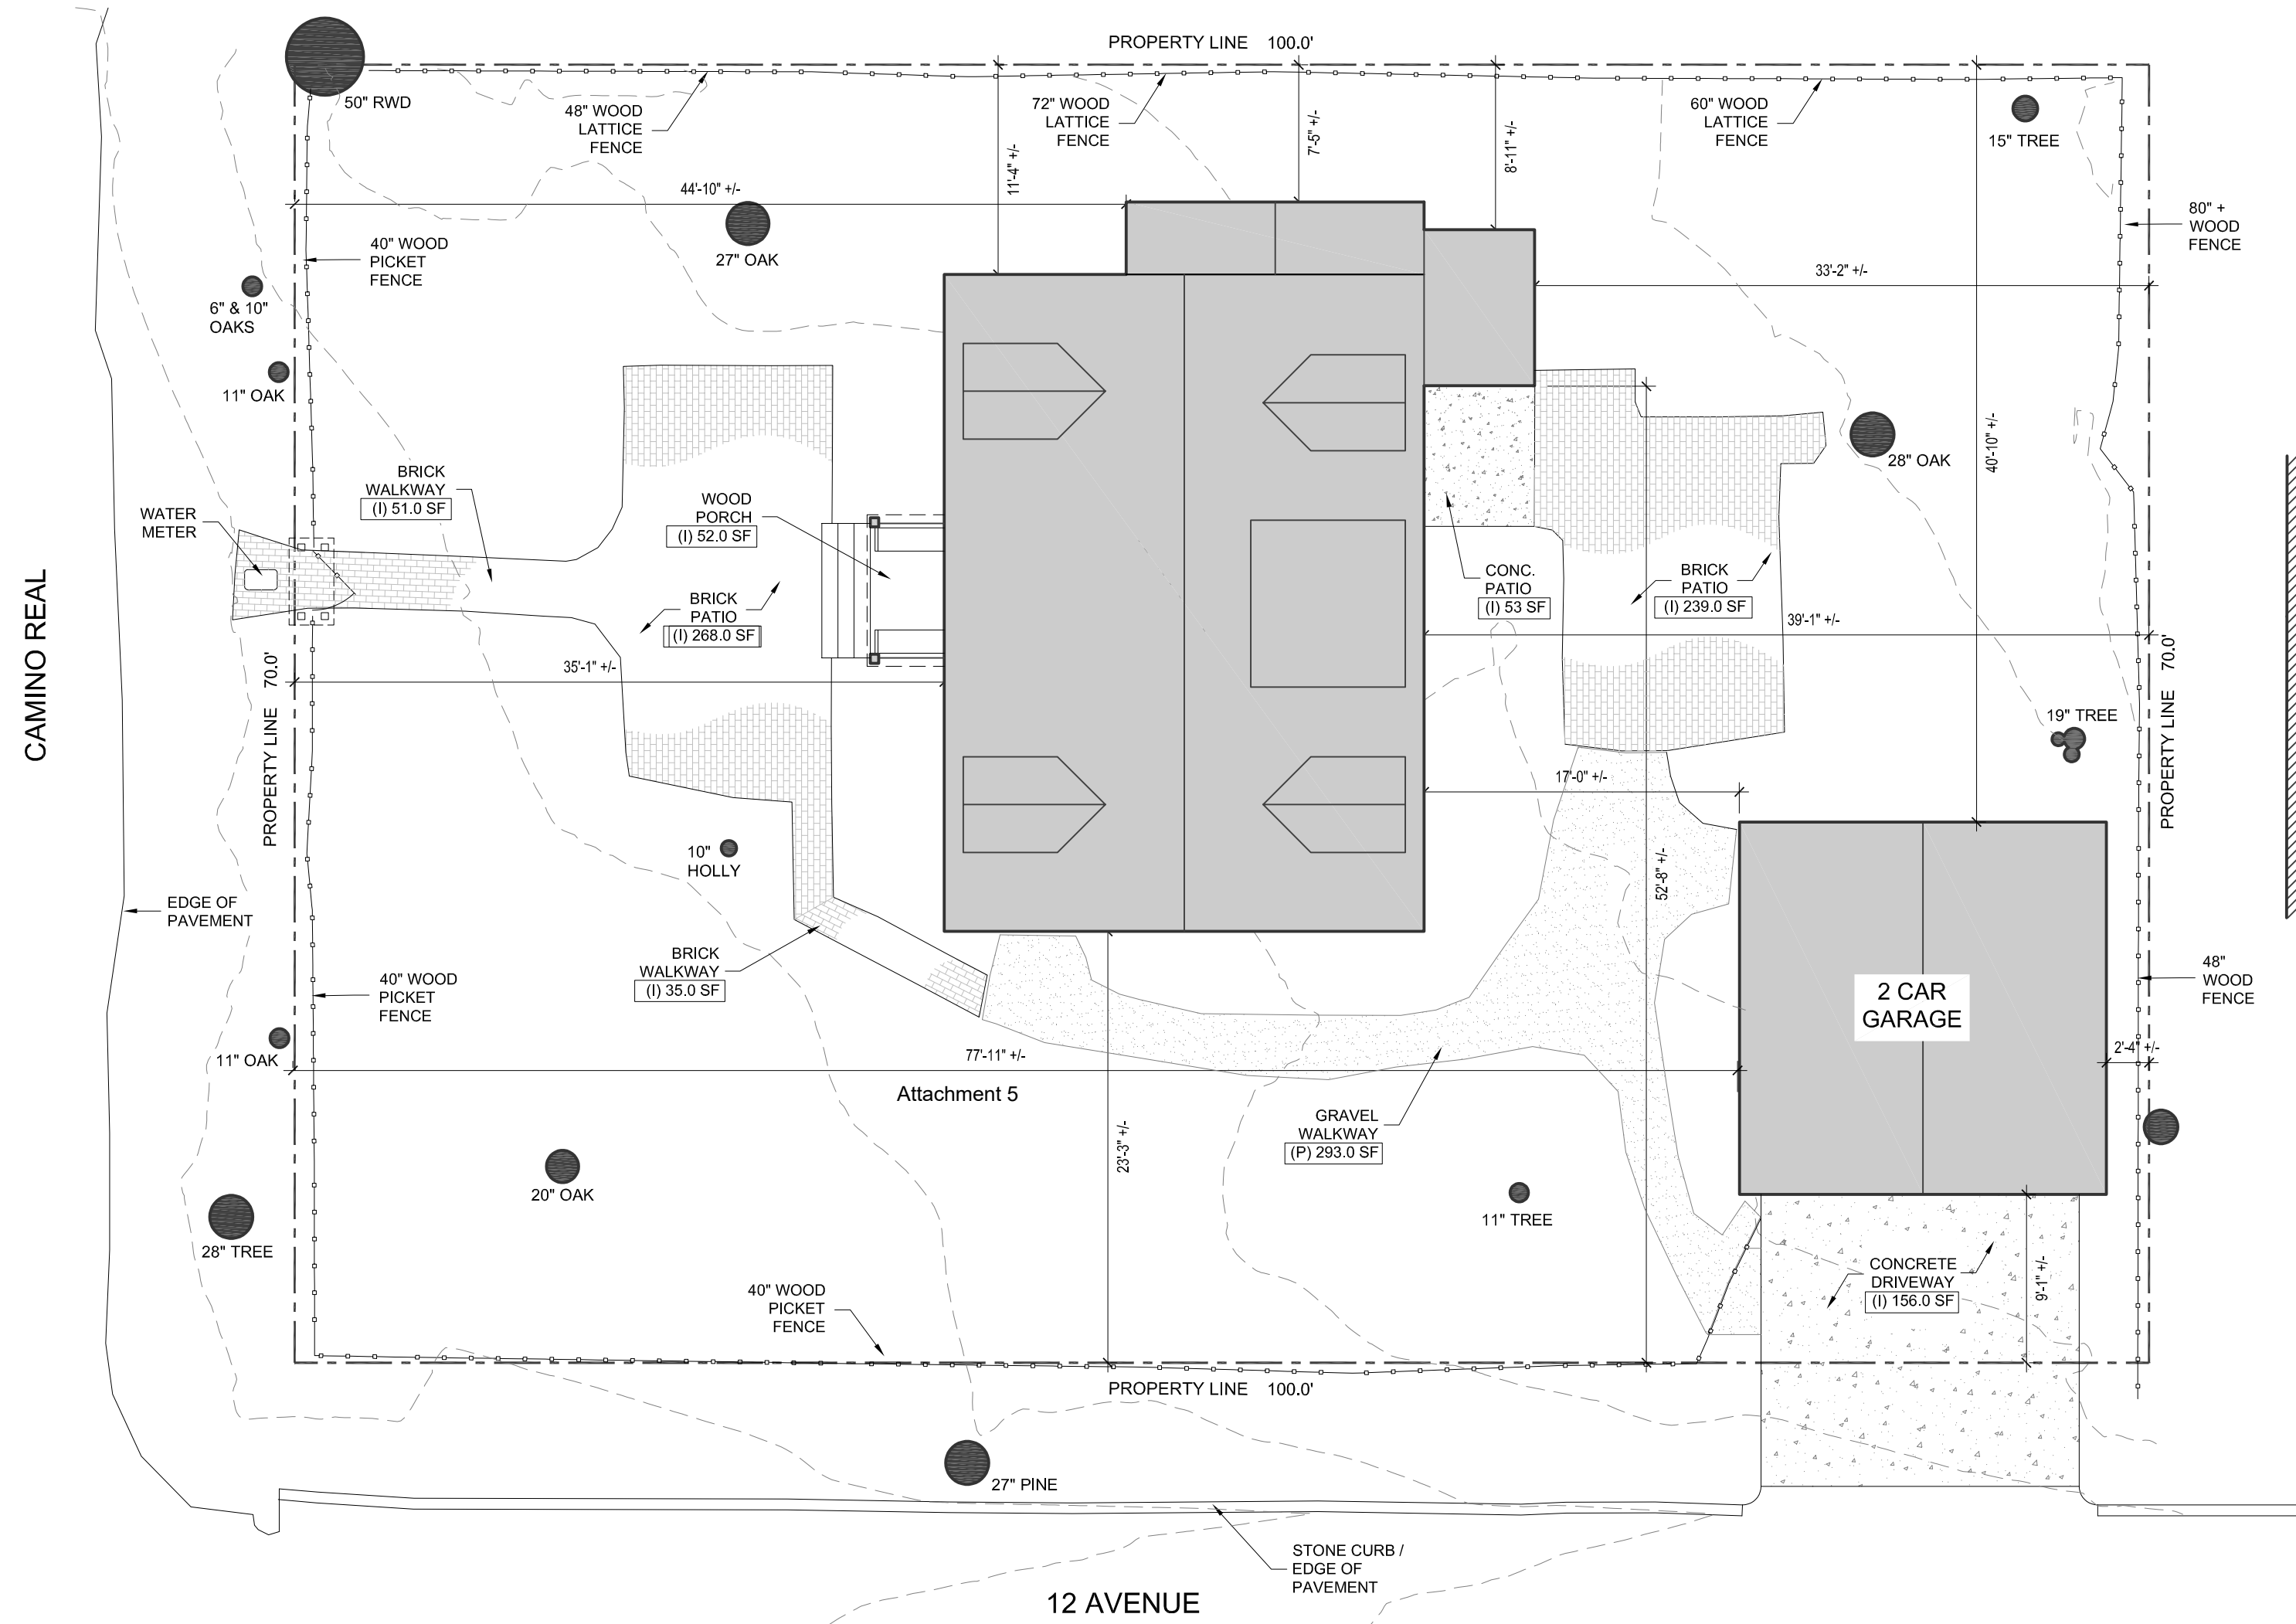 PROPERTY LINE 100.0'
50" RWD
48" WOOD
LATTICE
FENCE
72" WOOD
LATTICE
FENCE
60" WOOD
LATTICE
FENCE
15" TREE
11'-4" +/-
7'-5" +/-
8'-11" +/-
44'-10" +/-
40" WOOD
PICKET
FENCE
27" OAK
80" +
WOOD
FENCE
33'-2" +/-
6" & 10"
OAKS
11" OAK
40'-10" +/-
28" OAK
BRICK
WALKWAY
(I) 51.0 SF
WATER
METER
WOOD
PORCH
(I) 52.0 SF
CONC.
PATIO
(I) 53 SF
BRICK
PATIO
(I) 239.0 SF
BRICK
PATIO
(I) 268.0 SF
39'-1" +/-
35'-1" +/-
CAMINO REAL
PROPERTY LINE 70.0'
PROPERTY LINE 70.0'
19" TREE
17'-0" +/-
10"
HOLLY
52'-8" +/-
EDGE OF
PAVEMENT
BRICK
WALKWAY
(I) 35.0 SF
40" WOOD
PICKET
FENCE
2 CAR
GARAGE
48"
WOOD
FENCE
11" OAK
77'-11" +/-
2'-4" +/-
Attachment 5
GRAVEL
WALKWAY
(P) 293.0 SF
23'-3" +/-
20" OAK
11" TREE
28" TREE
CONCRETE
DRIVEWAY
(I) 156.0 SF
9'-1" +/-
40" WOOD
PICKET
FENCE
PROPERTY LINE 100.0'
27" PINE
STONE CURB /
EDGE OF
PAVEMENT
12 AVENUE